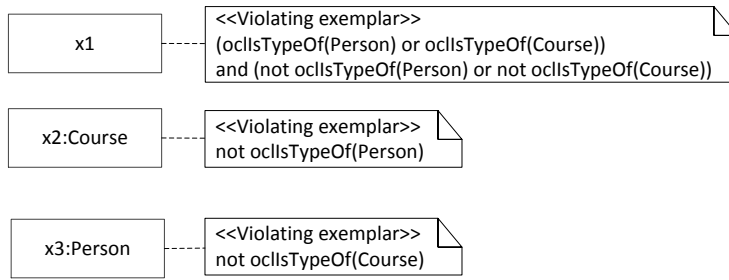 x1
<<Violating exemplar>>
(oclIsTypeOf(Person) or oclIsTypeOf(Course))
and (not oclIsTypeOf(Person) or not oclIsTypeOf(Course))
x2:Course
<<Violating exemplar>>
not oclIsTypeOf(Person)
x3:Person
<<Violating exemplar>>
not oclIsTypeOf(Course)